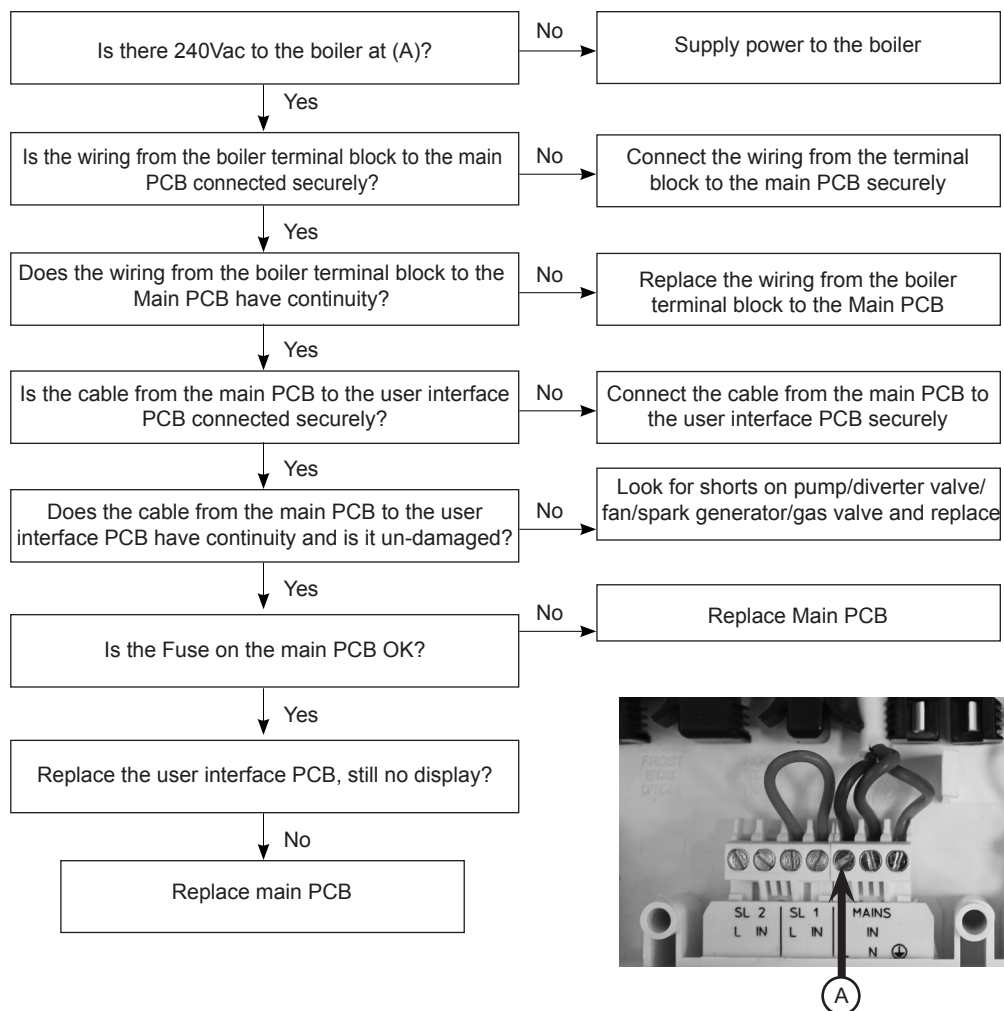 Is there 240Vac to the boiler at (A)?
No
Supply power to the boiler
Yes
Is the wiring from the boiler terminal block to the main
PCB connected securely?
No
Connect the wiring from the terminal
block to the main PCB securely
Yes
Does the wiring from the boiler terminal block to the
Main PCB have continuity?
No
Replace the wiring from the boiler
terminal block to the Main PCB
Yes
Is the cable from the main PCB to the user interface
PCB connected securely?
No
Connect the cable from the main PCB to
the user interface PCB securely
Yes
Does the cable from the main PCB to the user
interface PCB have continuity and is it un-damaged?
No
Look for shorts on pump/diverter valve/
fan/spark generator/gas valve and replace
Yes
Is the Fuse on the main PCB OK?
No
Replace Main PCB
Yes
Replace the user interface PCB, still no display?
No
Replace main PCB
FROST
STAT
SL 2 SL 1 MAINS
L IN L IN IN
N
A